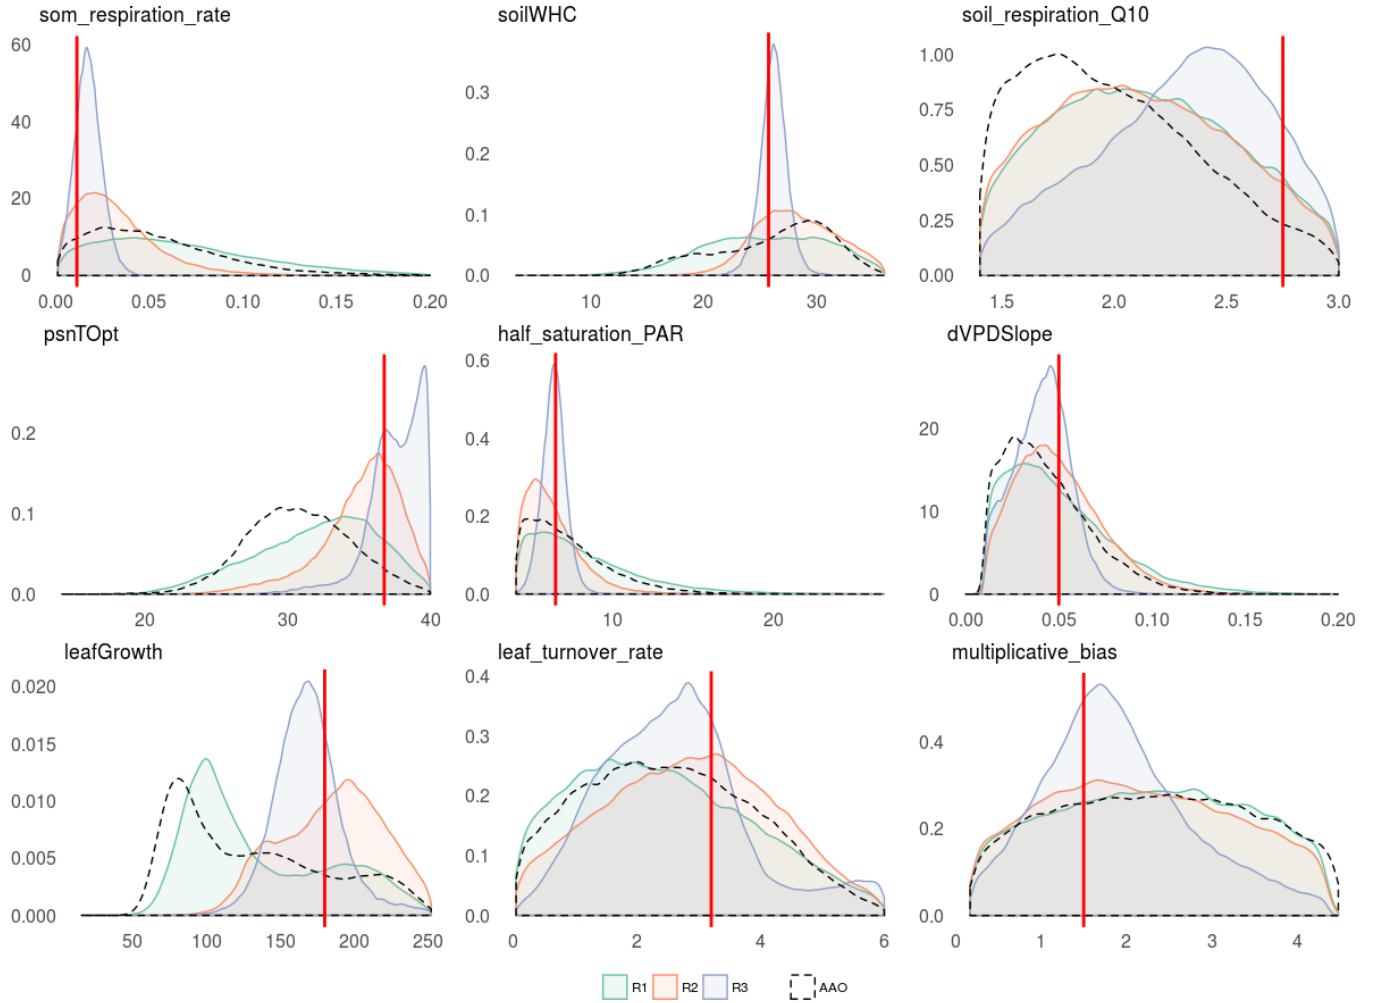 som_respiration_rate
60
40
20
0
0.00 0.05 0.10 0.15 0.20
soilWHC
0.3
0.2
0.1
0.0
10 20 30
soil_respiration_Q10
1.00
0.75
0.50
0.25
0.00
1.5 2.0 2.5 3.0
psnTOpt
0.2
0.1
0.0
20 30 40
half_saturation_PAR
0.6
0.4
0.2
0.0
10 20
dVPDSlope
20
10
0
0.00 0.05 0.10 0.15 0.20
leafGrowth
0.020
0.015
0.010
0.005
0.000
50 100 150 200 250
leaf_turnover_rate
0.4
0.3
0.2
0.1
0.0
0 2 4 6
multiplicative_bias
0.4
0.2
0.0
0 1 2 3 4
R1 R2 R3 AAO